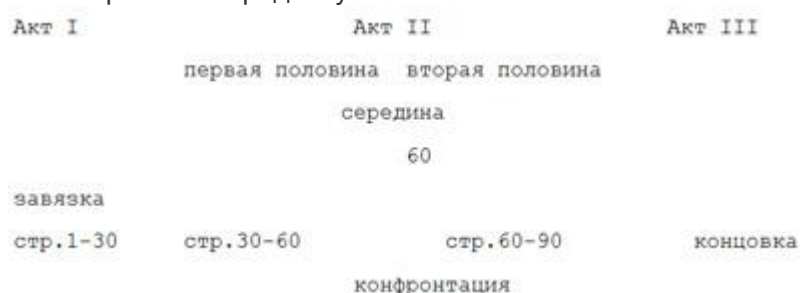 Акт I Акт II Акт III
первая половина вторая половина
середина
60
завязка
стр.1-30 стр.30-60 стр.60-90 концовка
конфронтация